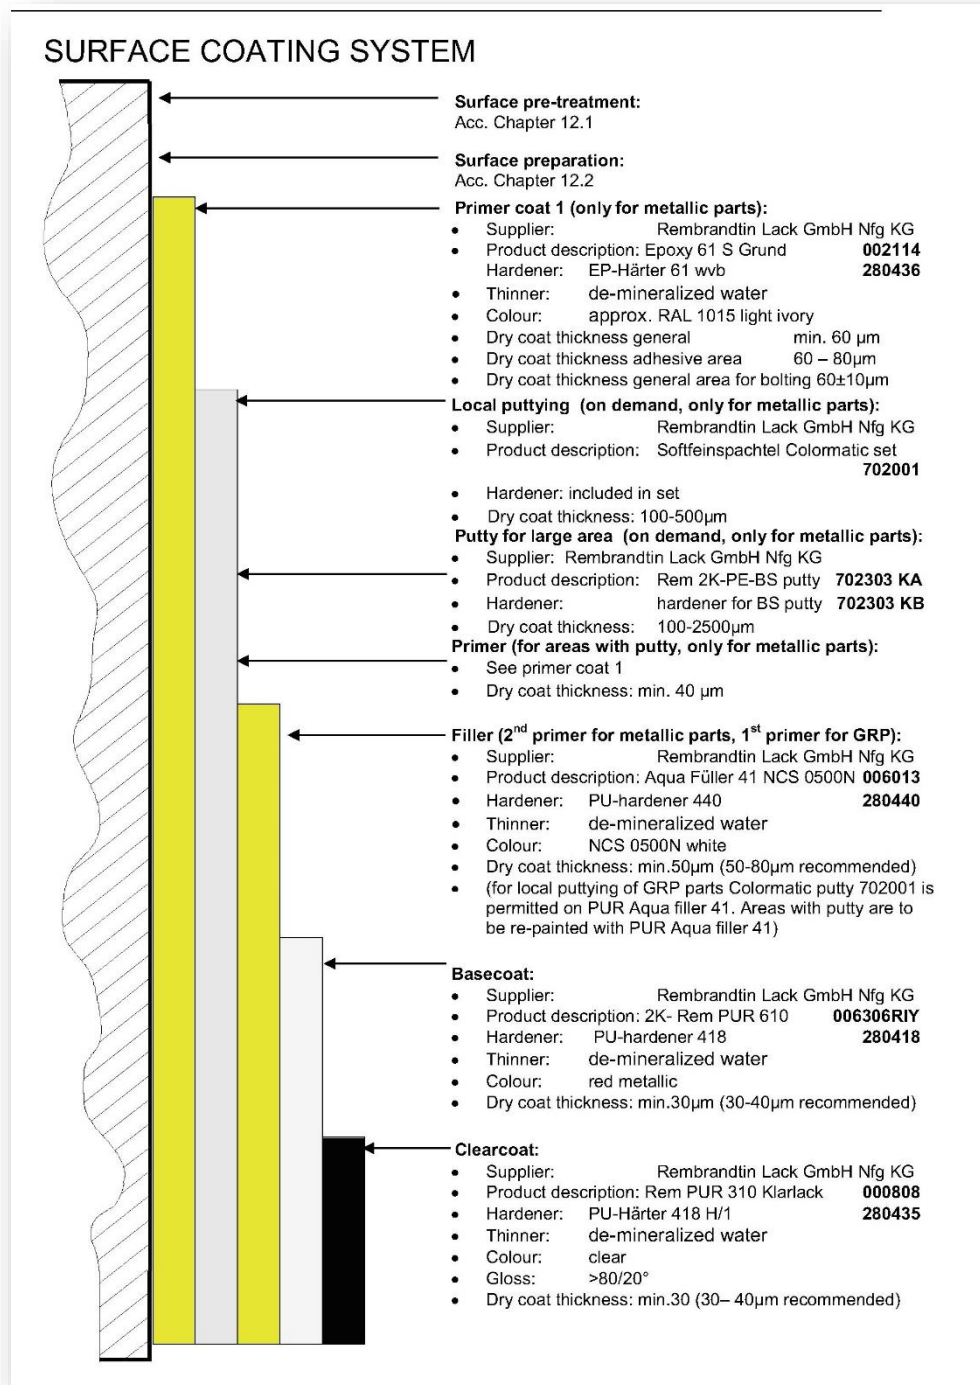 SURFACE COATING SYSTEM
Surface pre-treatment:
Acc. Chapter 12.1
Surface preparation:
Acc. Chapter 12.2
Primer coat 1 (only for metallic parts):
• Supplier: Rembrandtin Lack GmbH Nfg KG
• Product description: Epoxy 61 S Grund 002114
Hardener: EP-Härter 61 wvb 280436
• Thinner: de-mineralized water
• Colour: approx. RAL 1015 light ivory
• Dry coat thickness general min. 60 µm
• Dry coat thickness adhesive area 60 – 80µm
• Dry coat thickness general area for bolting 60±10µm
Local puttying (on demand, only for metallic parts):
• Supplier: Rembrandtin Lack GmbH Nfg KG
• Product description: Softfeinspachtel Colormatic set
702001
• Hardener: included in set
• Dry coat thickness: 100-500µm
Putty for large area (on demand, only for metallic parts):
• Supplier: Rembrandtin Lack GmbH Nfg KG
• Product description: Rem 2K-PE-BS putty 702303 KA
• Hardener: hardener for BS putty 702303 KB
• Dry coat thickness: 100-2500µm
Primer (for areas with putty, only for metallic parts):
• See primer coat 1
• Dry coat thickness: min. 40 µm
Filler (2nd primer for metallic parts, 1st primer for GRP):
• Supplier: Rembrandtin Lack GmbH Nfg KG
• Product description: Aqua Füller 41 NCS 0500N 006013
• Hardener: PU-hardener 440 280440
• Thinner: de-mineralized water
• Colour: NCS 0500N white
• Dry coat thickness: min.50µm (50-80µm recommended)
• (for local puttying of GRP parts Colormatic putty 702001 is
permitted on PUR Aqua filler 41. Areas with putty are to
be re-painted with PUR Aqua filler 41)
Basecoat:
• Supplier: Rembrandtin Lack GmbH Nfg KG
• Product description: 2K- Rem PUR 610 006306RIY
• Hardener: PU-hardener 418 280418
• Thinner: de-mineralized water
• Colour: red metallic
• Dry coat thickness: min.30µm (30-40µm recommended)
Clearcoat:
• Supplier: Rembrandtin Lack GmbH Nfg KG
• Product description: Rem PUR 310 Klarlack 000808
• Hardener: PU-Härter 418 H/1 280435
• Thinner: de-mineralized water
• Colour: clear
• Gloss: >80/20°
• Dry coat thickness: min.30 (30– 40µm recommended)